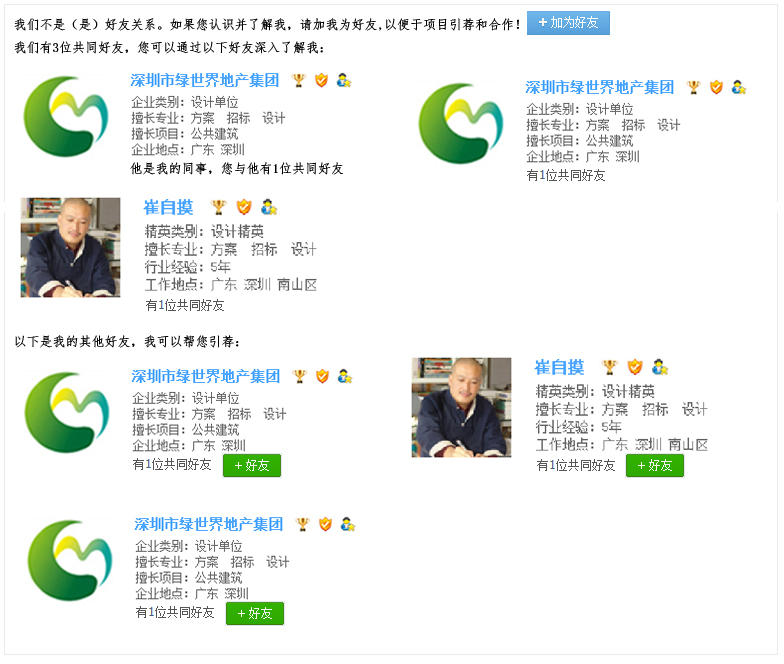 我们不是（是）好友关系。如果您认识并了解我，请加我为好友,以便于项目引荐和合作！ +加为好友
我们有3位共同好友，您可以通过以下好友深入了解我：
深圳市绿世界地产集团
企业类别：设计单位
擅长专业：方案 招标 设计
擅长项目：公共建筑
企业地点：广东 深圳
他是我的同事，您与他有1位共同好友
深圳市绿世界地产集团
企业类别：设计单位
擅长专业：方案 招标 设计
擅长项目：公共建筑
企业地点：广东 深圳
有1位共同好友
崔自摸
精英类别：设计精英
擅长专业：方案 招标 设计
行业经验：5年
工作地点：广东 深圳 南山区
有1位共同好友
以下是我的其他好友，我可以帮您引荐：
深圳市绿世界地产集团
企业类别：设计单位
擅长专业：方案 招标 设计
擅长项目：公共建筑
企业地点：广东 深圳
有1位共同好友 +好友
崔自摸
精英类别：设计精英
擅长专业：方案 招标 设计
行业经验：5年
工作地点：广东 深圳 南山区
有1位共同好友 +好友
深圳市绿世界地产集团
企业类别：设计单位
擅长专业：方案 招标 设计
擅长项目：公共建筑
企业地点：广东 深圳
有1位共同好友 +好友